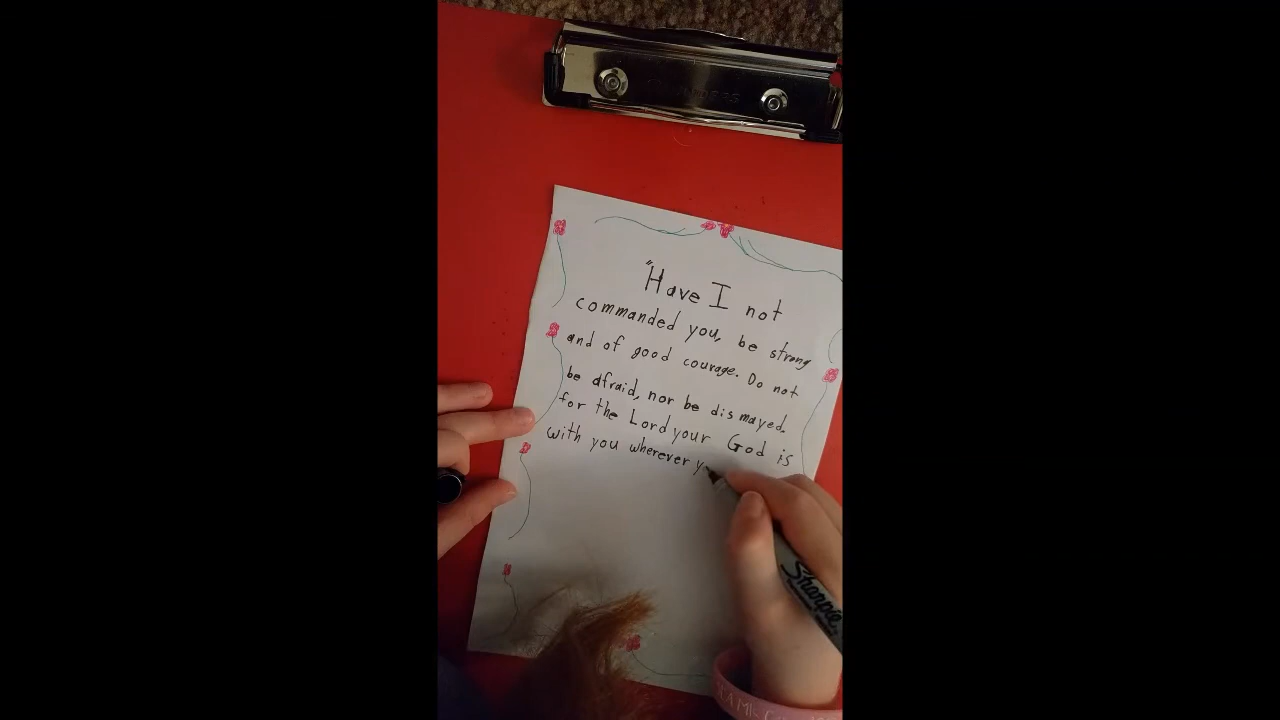 "Have I not
commanded you, be strong
and of good courage. Do not
be afraid, nor be dismayed.
for the Lord your God is
with you wherever y
Sharpie